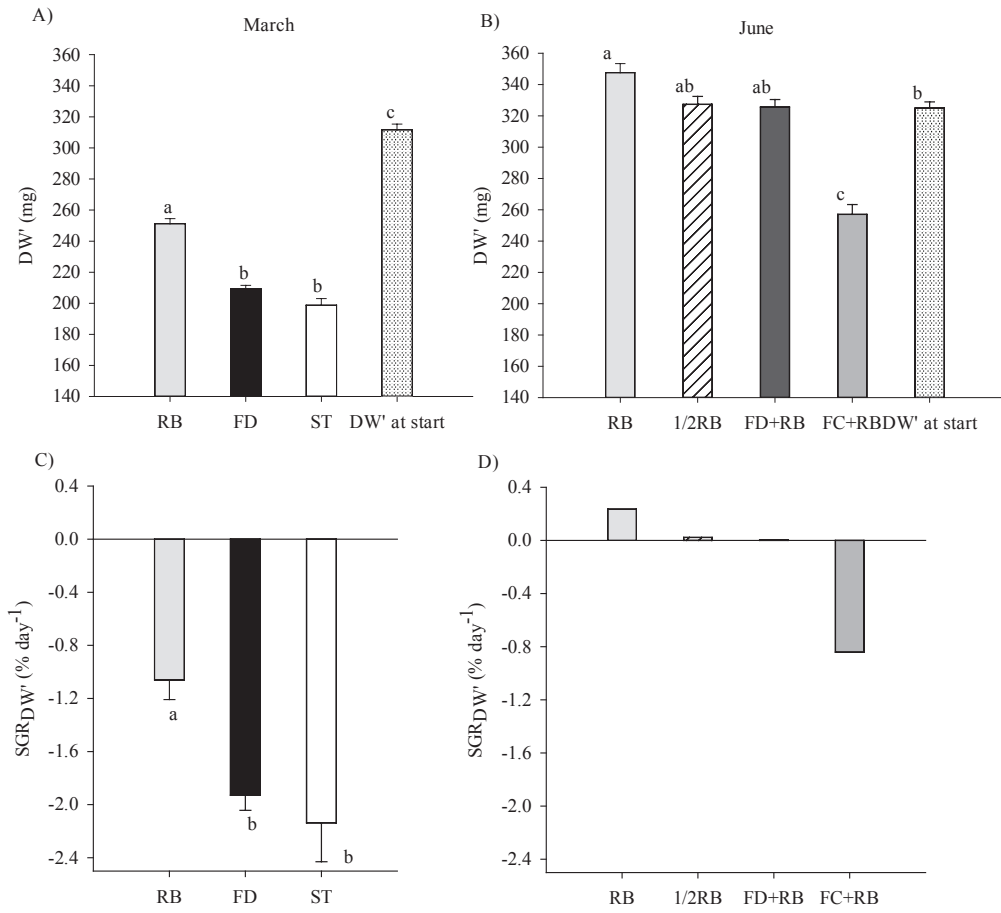 A)
March
360
340
320
300
280
260
240
220
200
180
160
140
DW' (mg)
a
b
b
c
RB FD ST DW' at start
B)
June
360
340
320
300
280
260
240
220
200
180
160
140
DW' (mg)
a
ab
ab
c
b
RB 1/2RB FD+RB FC+RB DW' at start
C)
0.4
0.0
-0.4
-0.8
-1.2
-1.6
-2.0
-2.4
SGR_DW' (% day⁻¹)
a
b
b
RB FD ST
D)
0.4
0.0
-0.4
-0.8
-1.2
-1.6
-2.0
-2.4
SGR_DW' (% day⁻¹)
RB 1/2RB FD+RB FC+RB